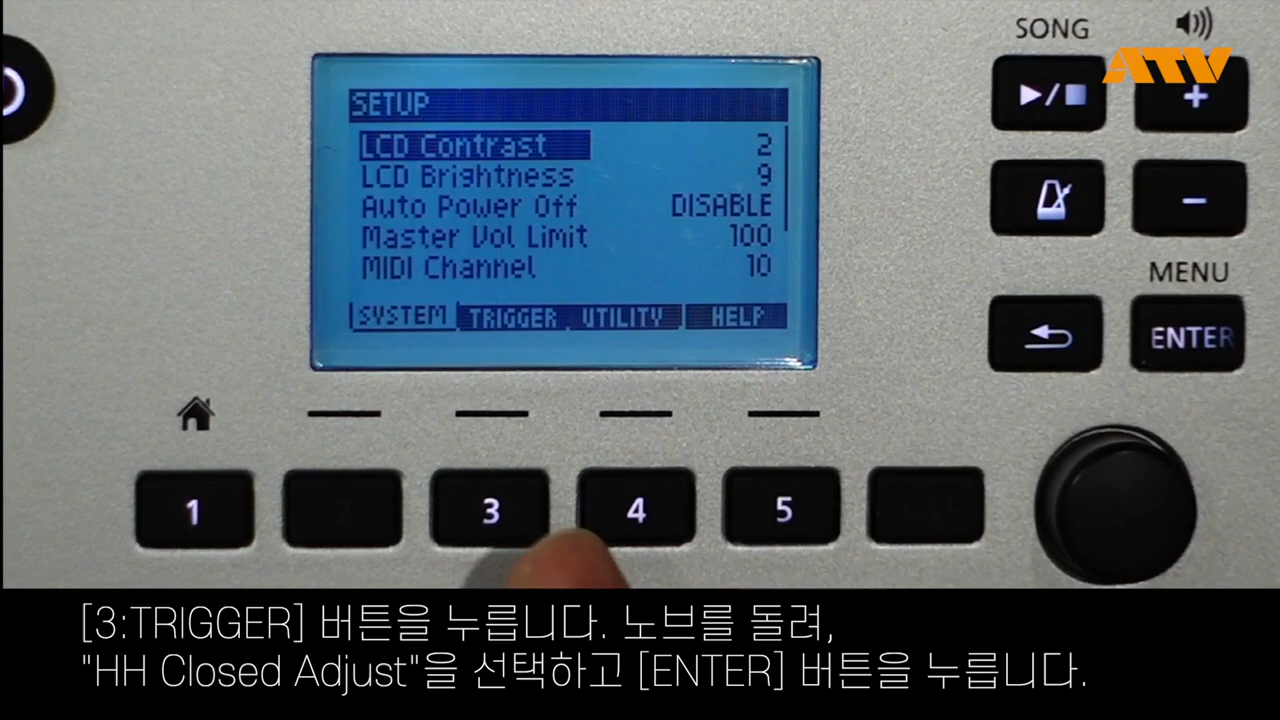 SONG
ATV
+
SETUP
LCD Contrast 2
LCD Brightness 9
Auto Power Off DISABLE
Master Vol Limit 100
MIDI Channel 10
SYSTEM TRIGGER UTILITY HELP
−
MENU
ENTER
1 3 4 5
[3:TRIGGER] 버튼을 누릅니다. 노브를 돌려,
"HH Closed Adjust"을 선택하고 [ENTER] 버튼을 누릅니다.